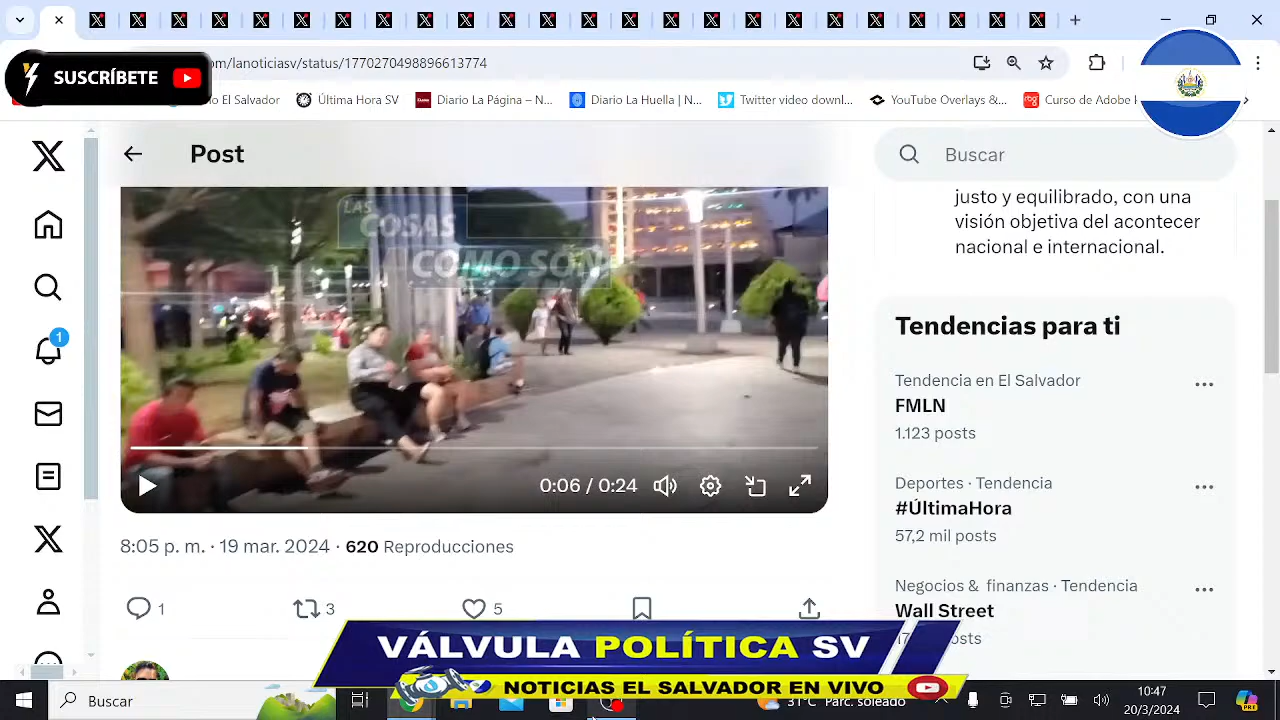 SUSCRÍBETE
om/lanoticiasv/status/1770270498896613774
o El Salvador
Última Hora SV
Diario La Página – N...
Diario La Huella | N...
Twitter video downl...
YouTube Overlays &...
Curso de Adobe
Post
Buscar
justo y equilibrado, con una
visión objetiva del acontecer
nacional e internacional.
LAS
COSAS
COMO SON
Tendencias para ti
Tendencia en El Salvador
FMLN
1.123 posts
Deportes · Tendencia
#ÚltimaHora
57,2 mil posts
Negocios & finanzas · Tendencia
Wall Street
posts
1
0:06 / 0:24
8:05 p. m. · 19 mar. 2024 · 620 Reproducciones
1
3
5
VÁLVULA POLÍTICA SV
NOTICIAS EL SALVADOR EN VIVO
Buscar
31°C Parc. soleado
10:47
20/3/2024